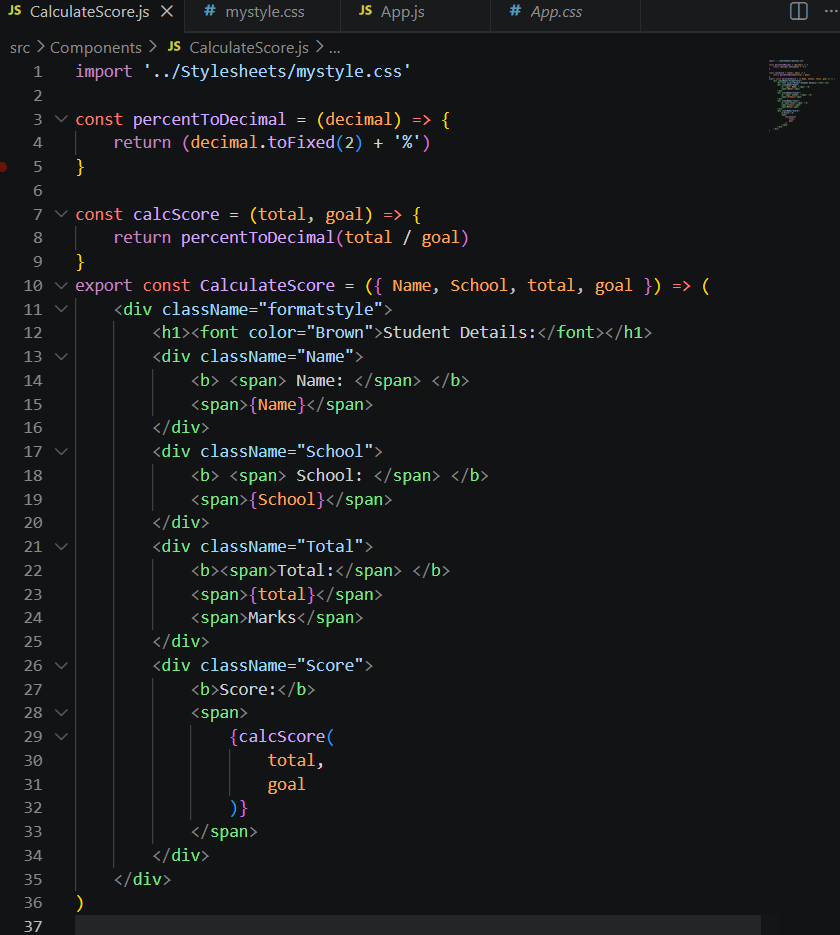 JS CalculateScore.js × # mystyle.css JS App.js # App.css ...
src > Components > JS CalculateScore.js > ...
1 import '../Stylesheets/mystyle.css'
2
3 const percentToDecimal = (decimal) => {
4     return (decimal.toFixed(2) + '%')
5 }
6
7 const calcScore = (total, goal) => {
8     return percentToDecimal(total / goal)
9 }
10 export const CalculateScore = ({ Name, School, total, goal }) => (
11     <div className="formatstyle">
12         <h1><font color="Brown">Student Details:</font></h1>
13         <div className="Name">
14             <b> <span> Name: </span> </b>
15             <span>{Name}</span>
16         </div>
17         <div className="School">
18             <b> <span> School: </span> </b>
19             <span>{School}</span>
20         </div>
21         <div className="Total">
22             <b><span>Total:</span> </b>
23             <span>{total}</span>
24             <span>Marks</span>
25         </div>
26         <div className="Score">
27             <b>Score:</b>
28             <span>
29                 {calcScore(
30                     total,
31                     goal
32                 )}
33             </span>
34         </div>
35     </div>
36 )
37